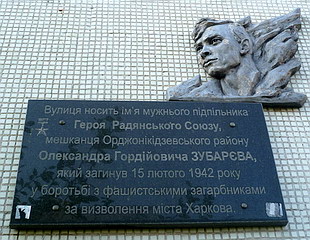 Вулиця носить ім'я мужнього підпільника
Героя Радянського Союзу,
мешканця Орджонікідзевського району
Олександра Гордійовича ЗУБАРЄВА,
який загинув 15 лютого 1942 року
у боротьбі з фашистськими загарбниками
за визволення міста Харкова.